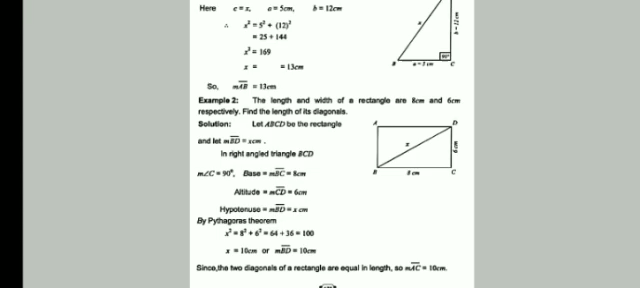 Here c = x, a = 5cm, b = 12cm
∴ x² = 5² + (12)²
= 25 + 144
x² = 169
x = = 13cm
So, mAB = 13cm
x
b = 12 cm
90°
B a = 5 cm C
Example 2: The length and width of a rectangle are 8cm and 6cm
respectively. Find the length of its diagonals.
Solution: Let ABCD be the rectangle
and let mBD = xcm .
In right angled triangle BCD
m∠C = 90°, Base = mBC = 8cm
Altitude = mCD = 6cm
Hypotenuse = mBD = x cm
By Pythagoras theorem
x² = 8² + 6² = 64 + 36 = 100
x = 10cm or mBD = 10cm
Since,the two diagonals of a rectangle are equal in length, so mAC = 10cm.
A D
x
6 cm
B 8 cm C